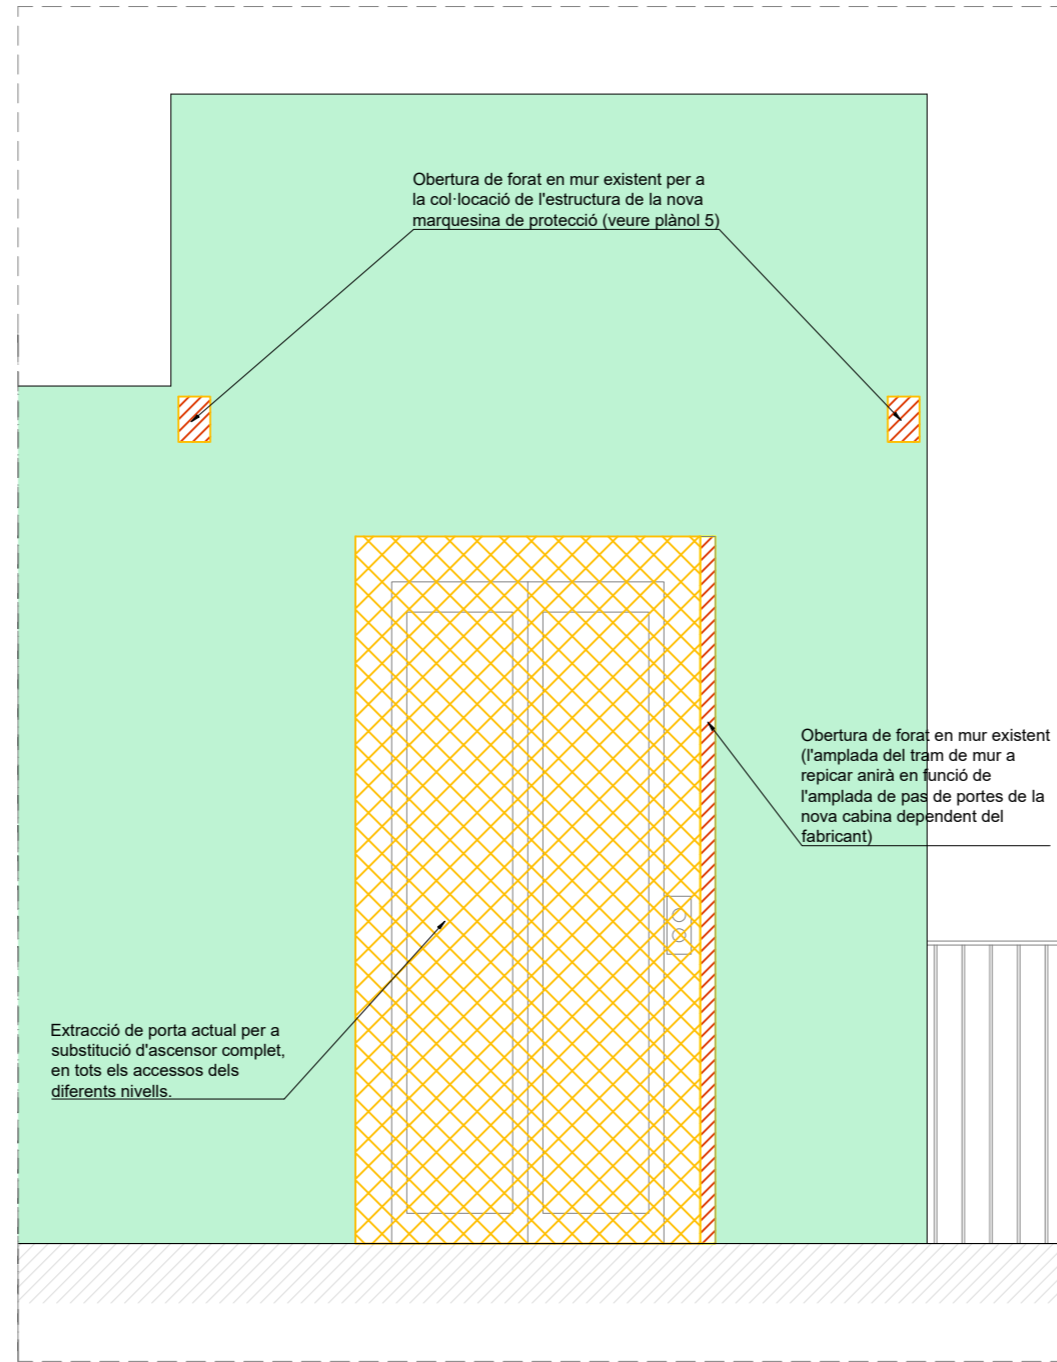 Obertura de forat en mur existent per a
la col·locació de l'estructura de la nova
marquesina de protecció (veure plànol 5)
Obertura de forat en mur existent
(l'amplada del tram de mur a
repicar anirà en funció de
l'amplada de pas de portes de la
nova cabina dependent del
fabricant)
Extracció de porta actual per a
substitució d'ascensor complet,
en tots els accessos dels
diferents nivells.